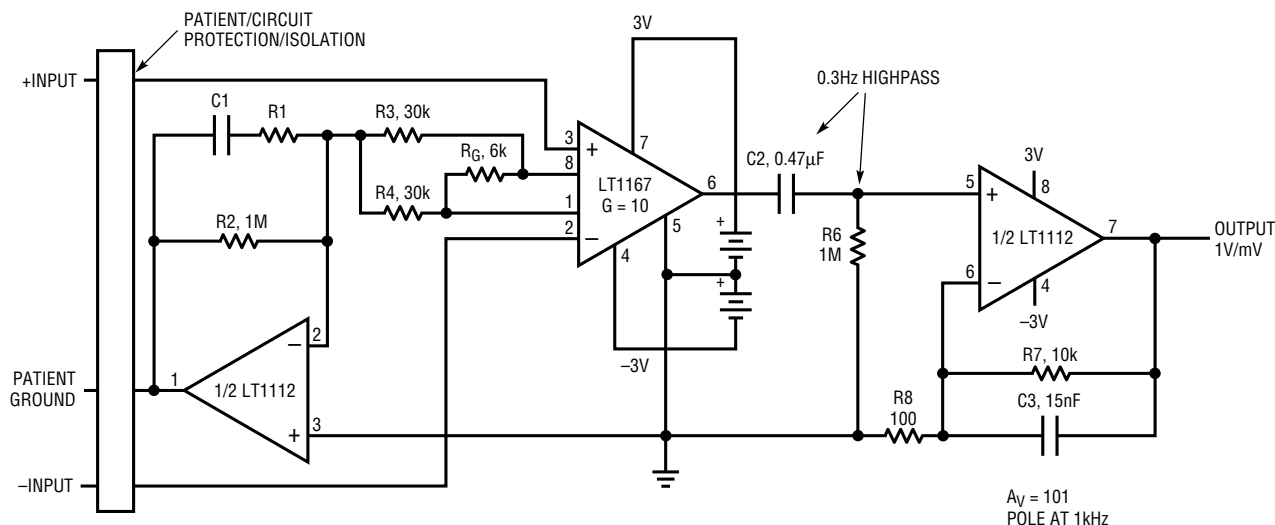 PATIENT/CIRCUIT
PROTECTION/ISOLATION
+INPUT
C1
R1
R3, 30k
RG, 6k
R4, 30k
R2, 1M
3
8
1
2
+
–
LT1167
G = 10
7
3V
6
5
4
–3V
+
+
0.3Hz HIGHPASS
C2, 0.47µF
R6
1M
5
6
+
–
3V
8
1/2 LT1112
7
4
–3V
OUTPUT
1V/mV
R7, 10k
C3, 15nF
R8
100
PATIENT
GROUND
1
1/2 LT1112
–
2
+
3
–INPUT
AV = 101
POLE AT 1kHz